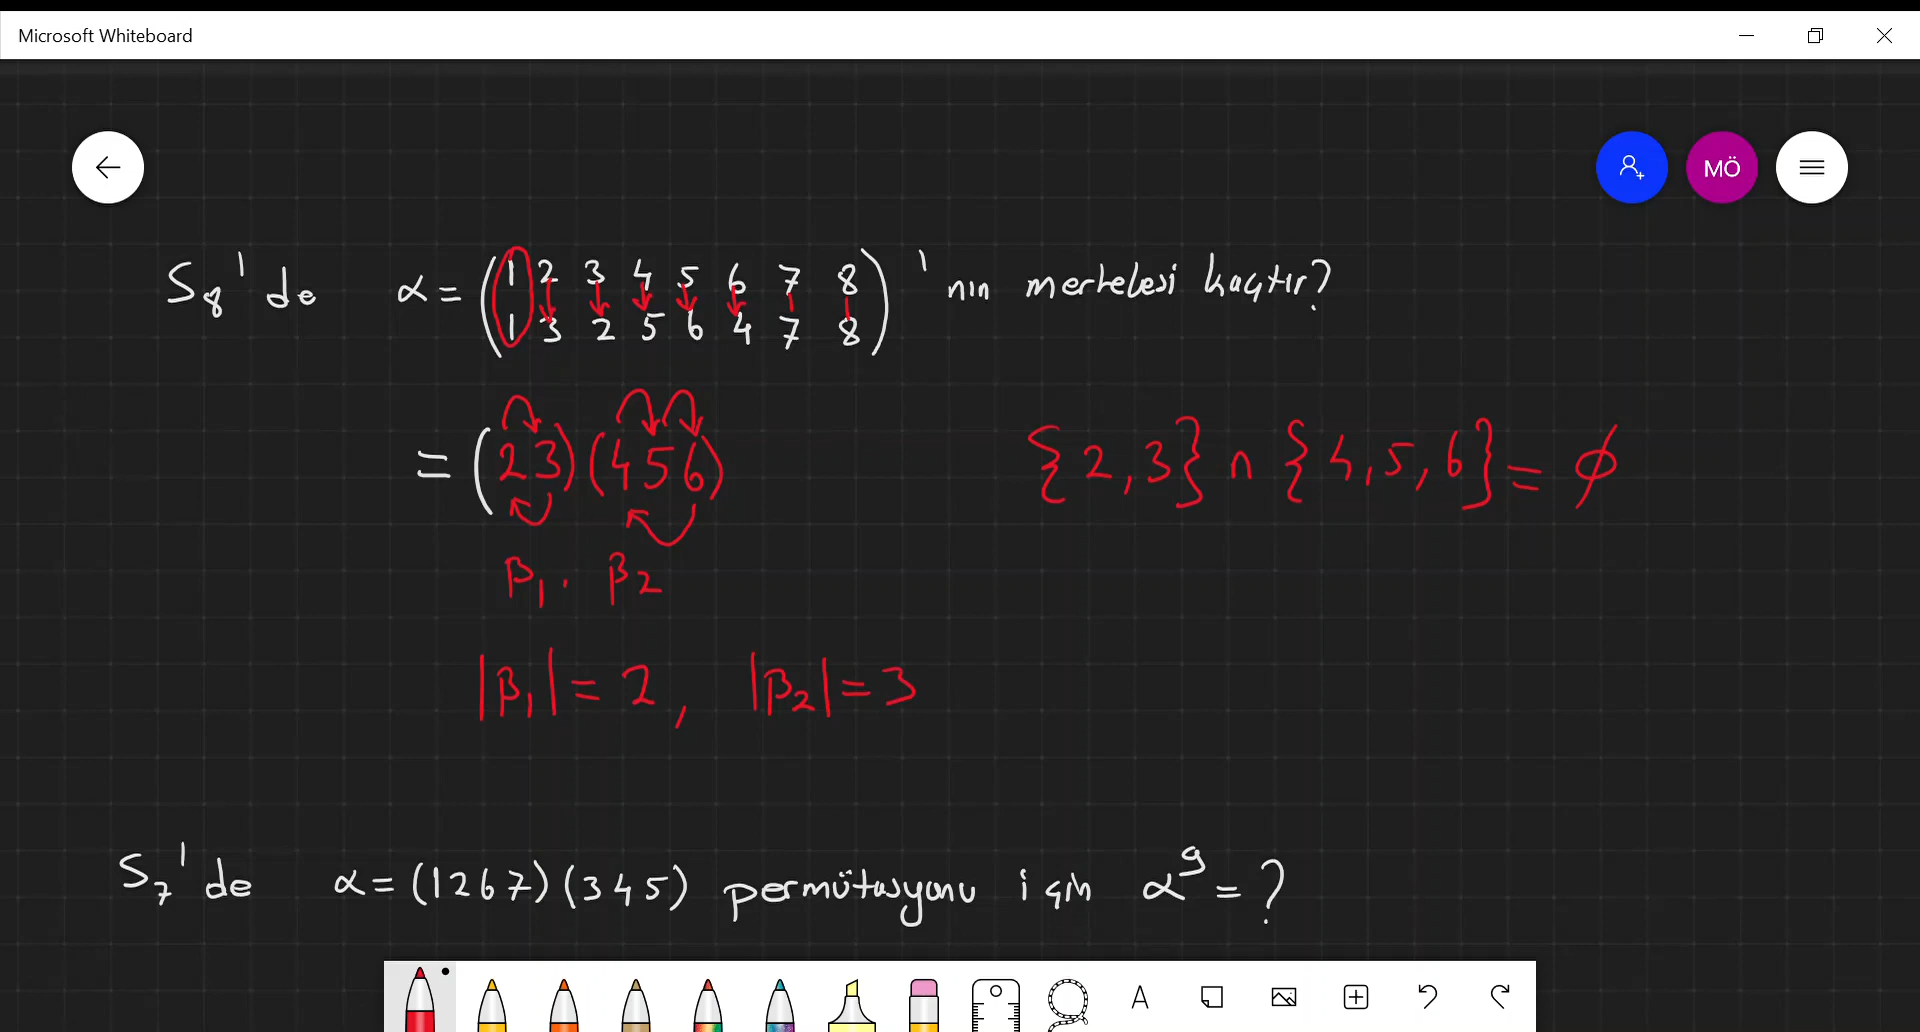 Microsoft Whiteboard
MÖ
S₈'de α = (1 2 3 4 5 6 7 8)'nın mertebesi kaçtır?
(1 3 2 5 6 4 7 8)
= (2 3)(4 5 6) {2, 3} ∩ {4, 5, 6} = ∅
β₁ . β₂
|β₁| = 2, |β₂| = 3
S₇'de α = (1 2 6 7)(3 4 5) permütasyonu için α⁹ = ?
A